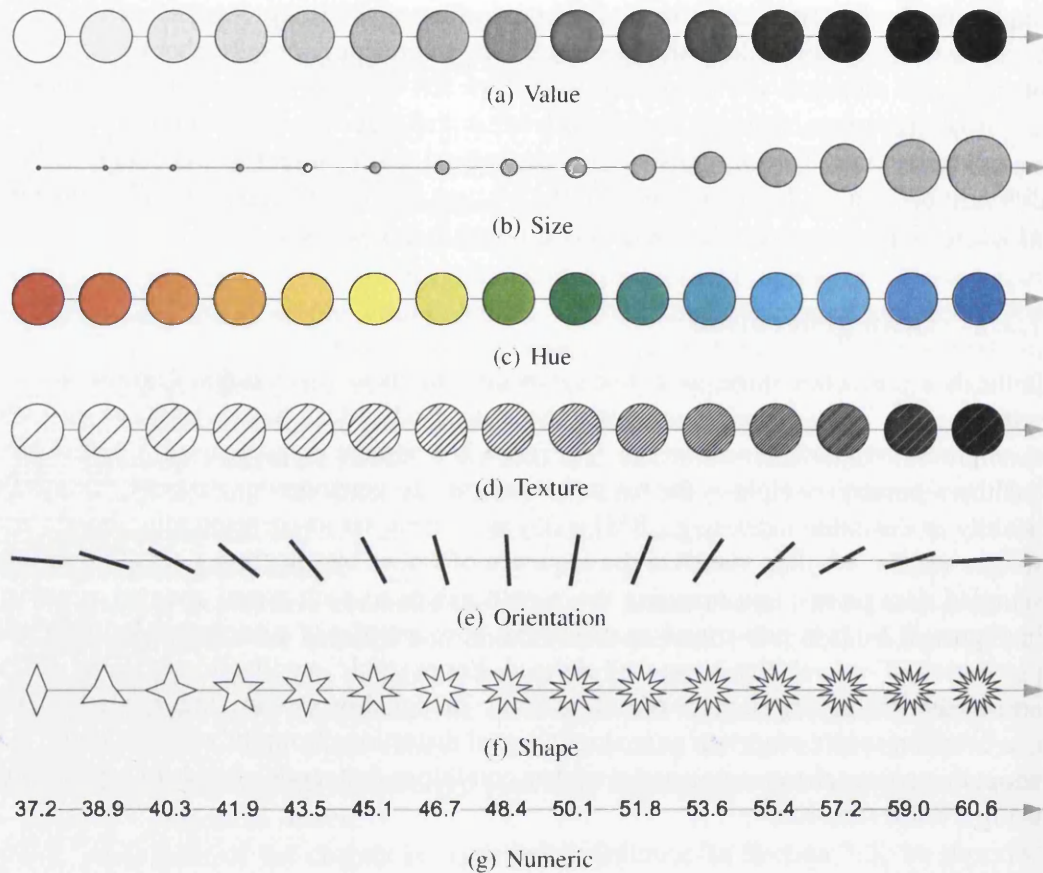 (a) Value
(b) Size
(c) Hue
(d) Texture
(e) Orientation
(f) Shape
37.2 38.9 40.3 41.9 43.5 45.1 46.7 48.4 50.1 51.8 53.6 55.4 57.2 59.0 60.6
(g) Numeric